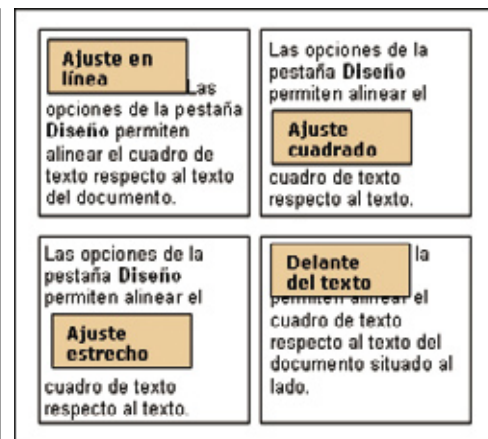 Ajuste en
línea
Las
opciones de la pestaña
Diseño permiten
alinear el cuadro de
texto respecto al texto
del documento.
Las opciones de la
pestaña Diseño
permiten alinear el
Ajuste
cuadrado
cuadro de texto
respecto al texto.
Las opciones de la
pestaña Diseño
permiten alinear el
Ajuste
estrecho
cuadro de texto
respecto al texto.
Delante
del texto
la
permiten alinear el
cuadro de texto
respecto al texto del
documento situado al
lado.